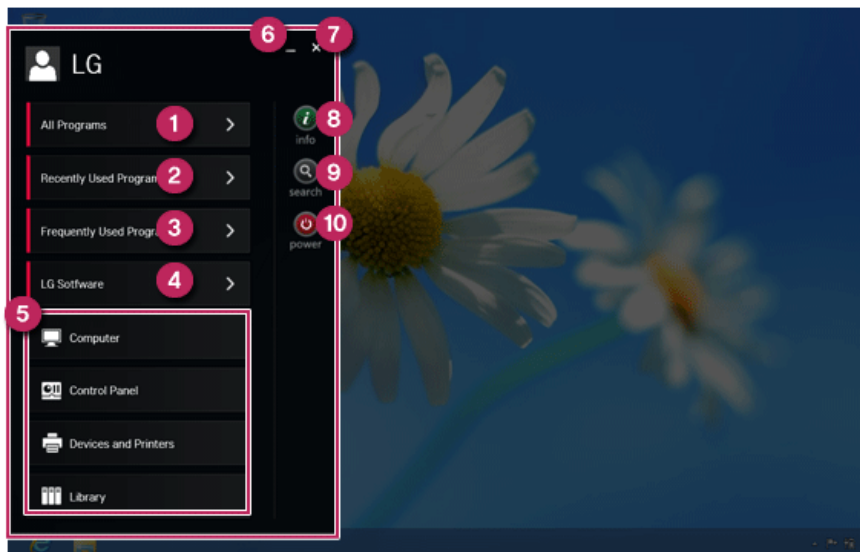 6 7
LG
All Programs 1
8
info
Recently Used Program 2
9
search
Frequently Used Progr 3
10
power
LG Sotfware 4
5
Computer
Control Panel
Devices and Printers
Library